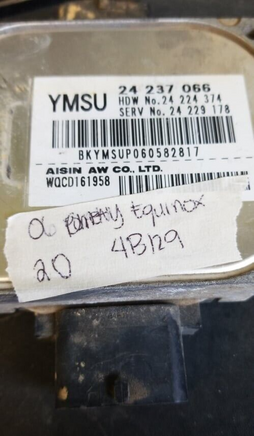 YMSU
24 237 066
HDW No.24 224 374
SERV No.24 229 178
BKYMSUP060582817
AISIN AW CO., LTD.
WQCD161958
06 Equinox
20 4B129